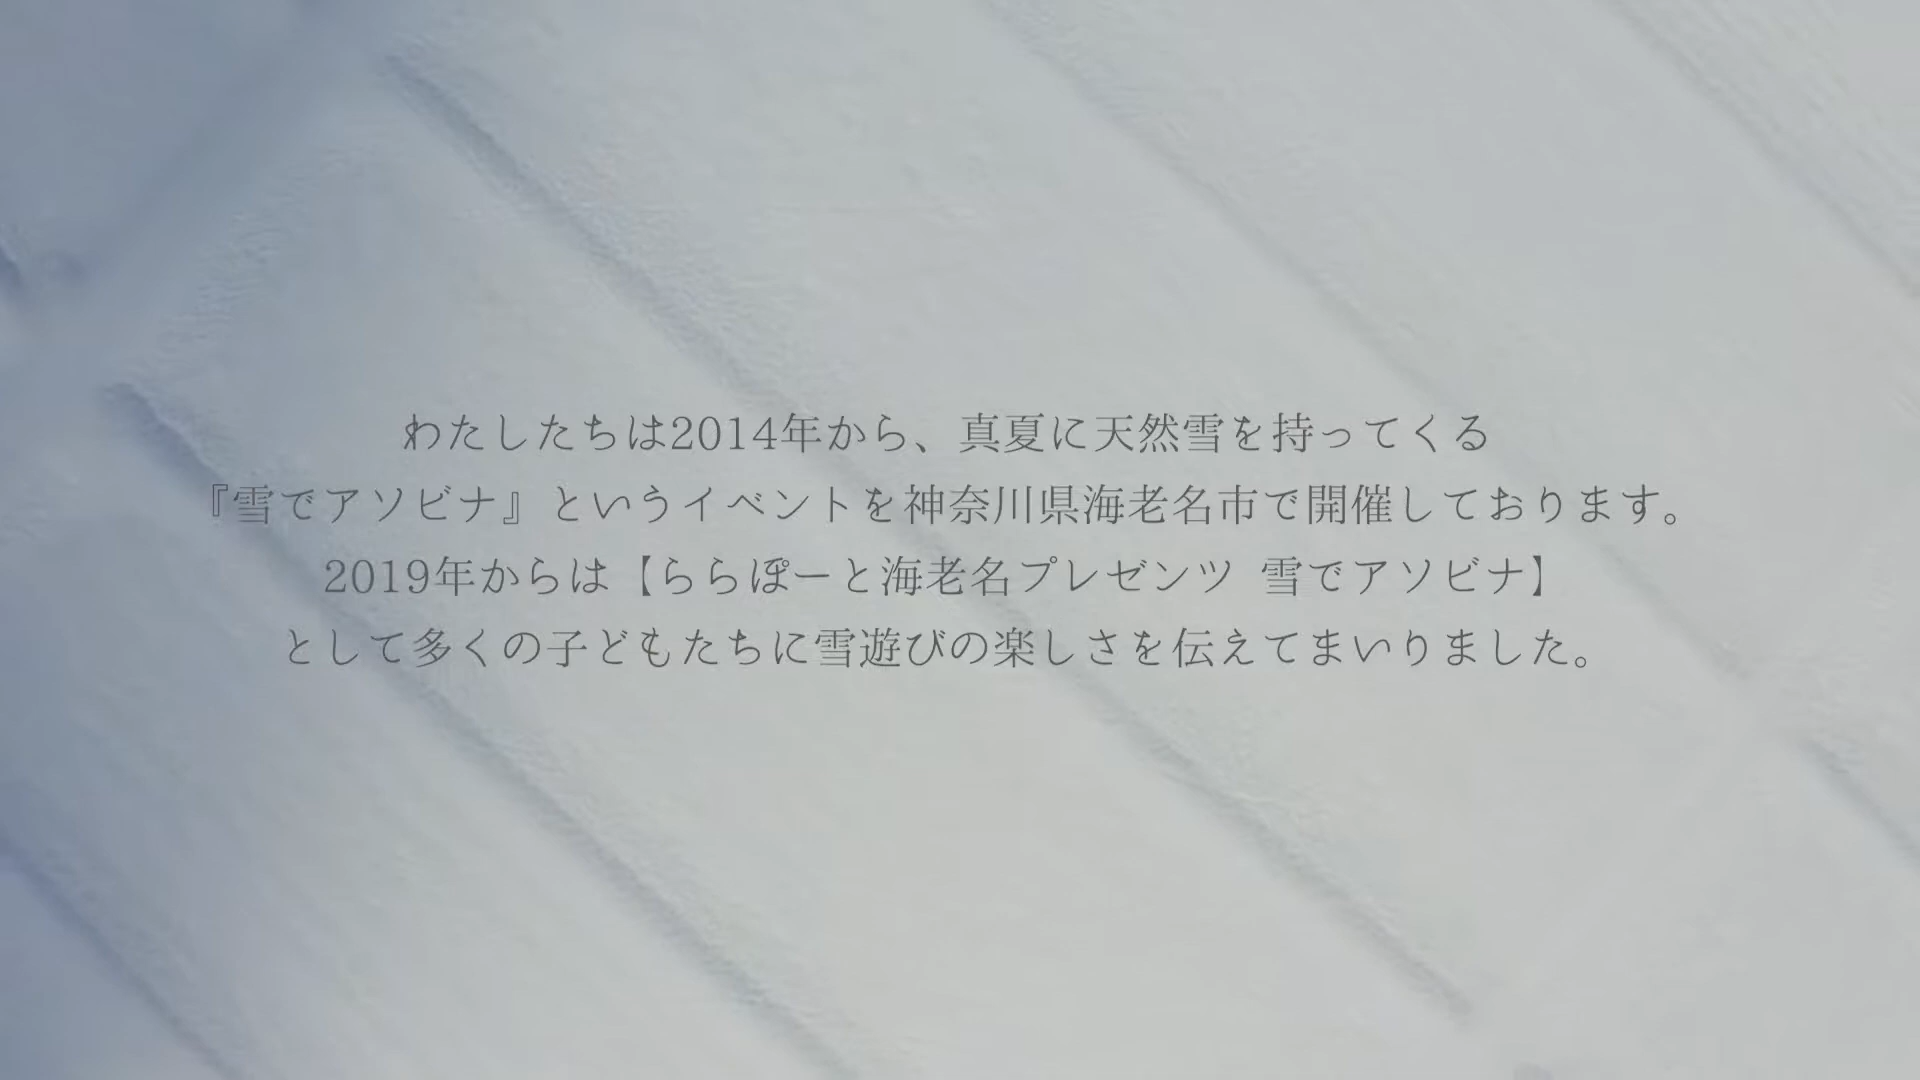 わたしたちは2014年から、真夏に天然雪を持ってくる
『雪でアソビナ』というイベントを神奈川県海老名市で開催しております。
2019年からは【ららぽーと海老名プレゼンツ 雪でアソビナ】
として多くの子どもたちに雪遊びの楽しさを伝えてまいりました。